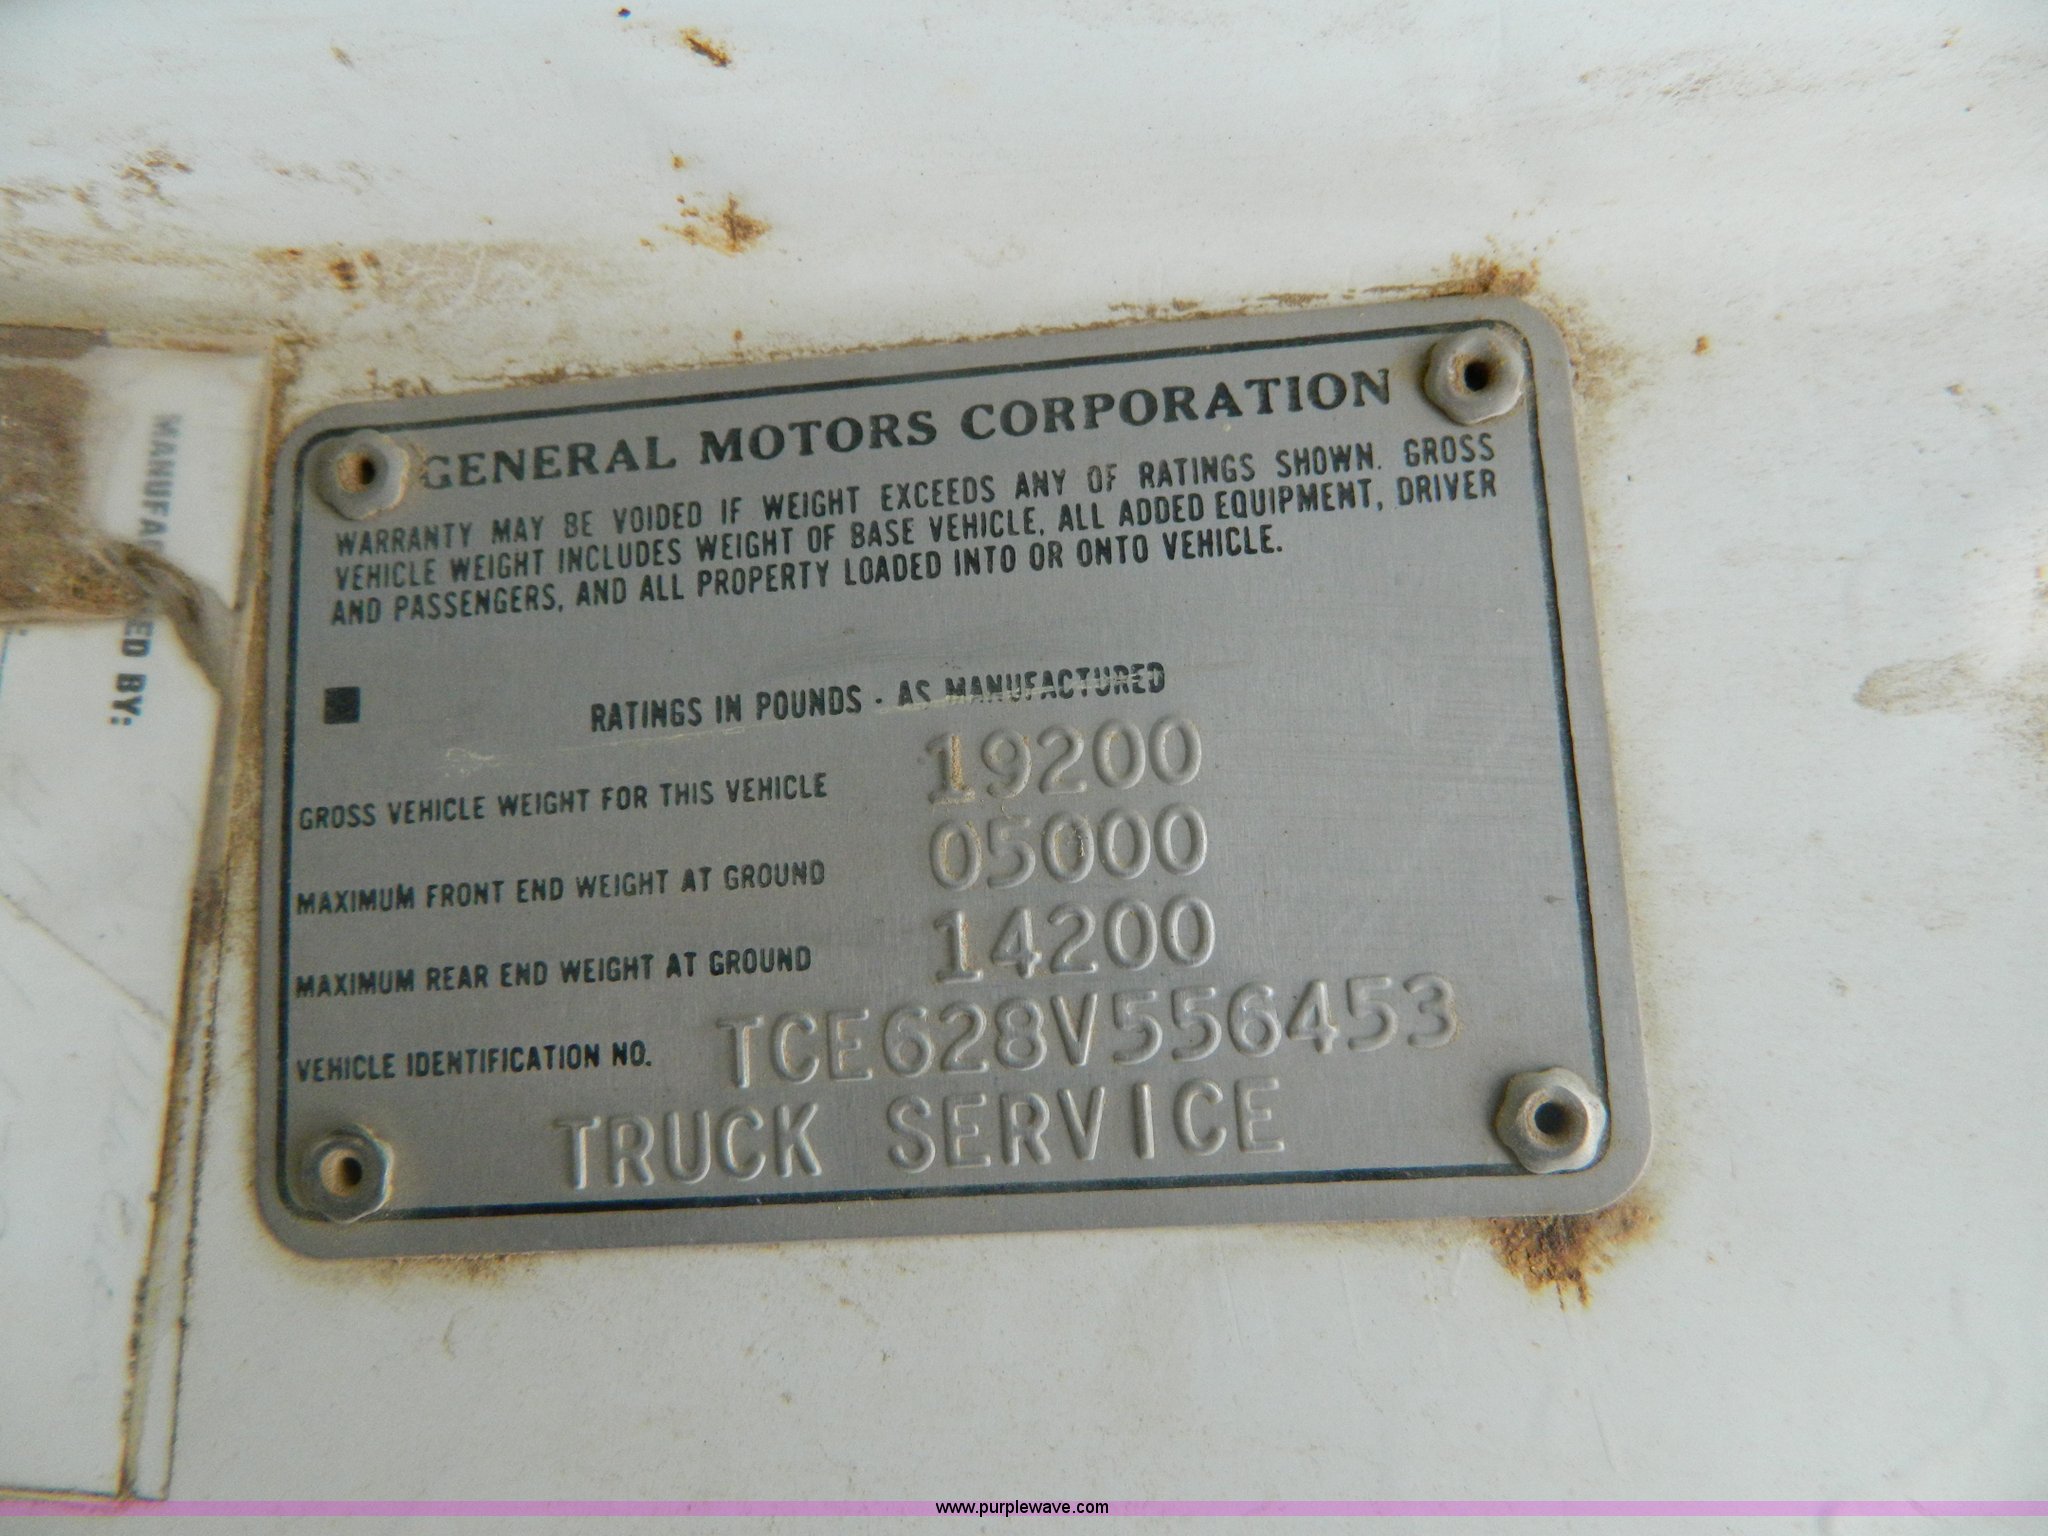 GENERAL MOTORS CORPORATION
WARRANTY MAY BE VOIDED IF WEIGHT EXCEEDS ANY OF RATINGS SHOWN. GROSS
VEHICLE WEIGHT INCLUDES WEIGHT OF BASE VEHICLE, ALL ADDED EQUIPMENT, DRIVER
AND PASSENGERS, AND ALL PROPERTY LOADED INTO OR ONTO VEHICLE.
RATINGS IN POUNDS - AS MANUFACTURED
GROSS VEHICLE WEIGHT FOR THIS VEHICLE 19200
MAXIMUM FRONT END WEIGHT AT GROUND 05000
MAXIMUM REAR END WEIGHT AT GROUND 14200
VEHICLE IDENTIFICATION NO. TCE628V556453
TRUCK SERVICE
BY:
www.purplewave.com